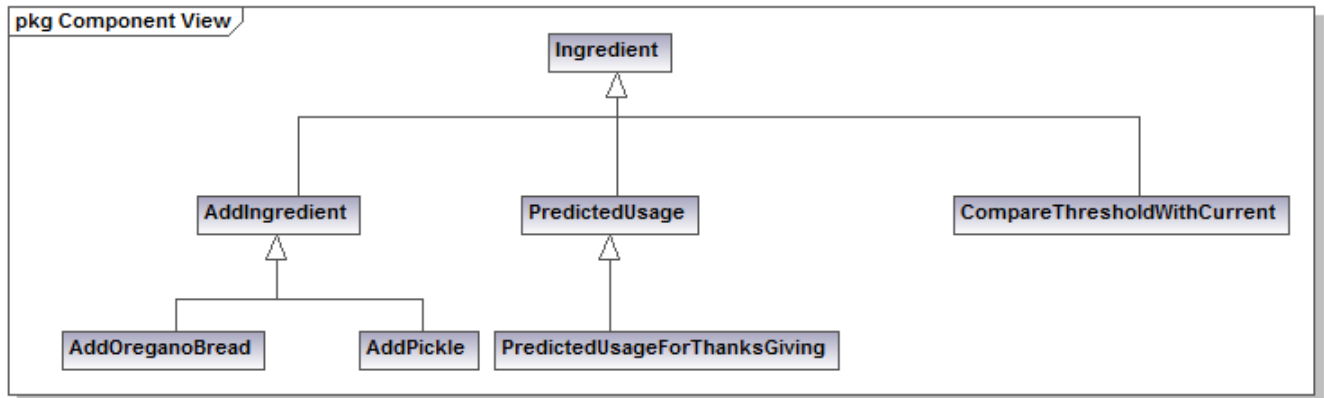 pkg Component View
Ingredient
AddIngredient
PredictedUsage
CompareThresholdWithCurrent
AddOreganoBread
AddPickle
PredictedUsageForThanksGiving